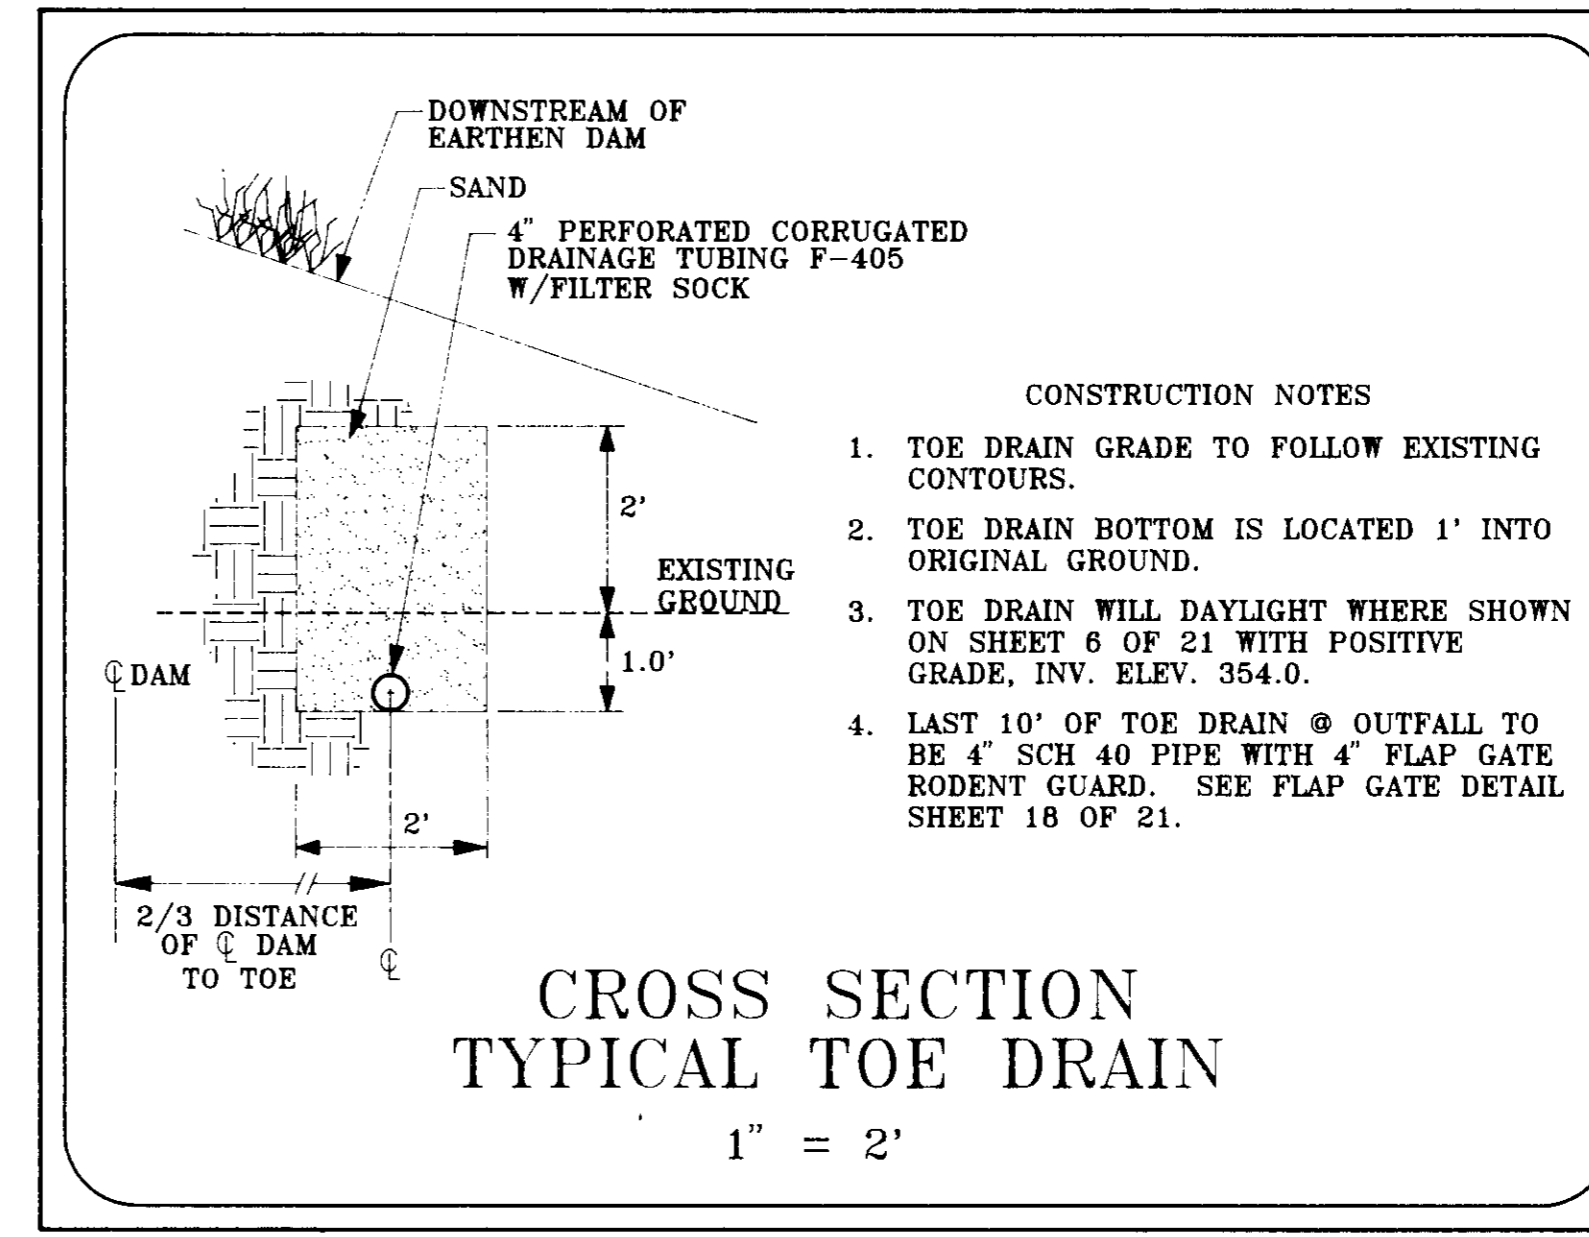 DOWNSTREAM OF
EARTHEN DAM
SAND
4" PERFORATED CORRUGATED
DRAINAGE TUBING F-405
W/FILTER SOCK
2'
EXISTING
GROUND
1.0'
℄ DAM
2'
2/3 DISTANCE
OF ℄ DAM
TO TOE
℄
CONSTRUCTION NOTES
1. TOE DRAIN GRADE TO FOLLOW EXISTING
CONTOURS.
2. TOE DRAIN BOTTOM IS LOCATED 1' INTO
ORIGINAL GROUND.
3. TOE DRAIN WILL DAYLIGHT WHERE SHOWN
ON SHEET 6 OF 21 WITH POSITIVE
GRADE, INV. ELEV. 354.0.
4. LAST 10' OF TOE DRAIN @ OUTFALL TO
BE 4" SCH 40 PIPE WITH 4" FLAP GATE
RODENT GUARD. SEE FLAP GATE DETAIL
SHEET 18 OF 21.
CROSS SECTION
TYPICAL TOE DRAIN
1" = 2'